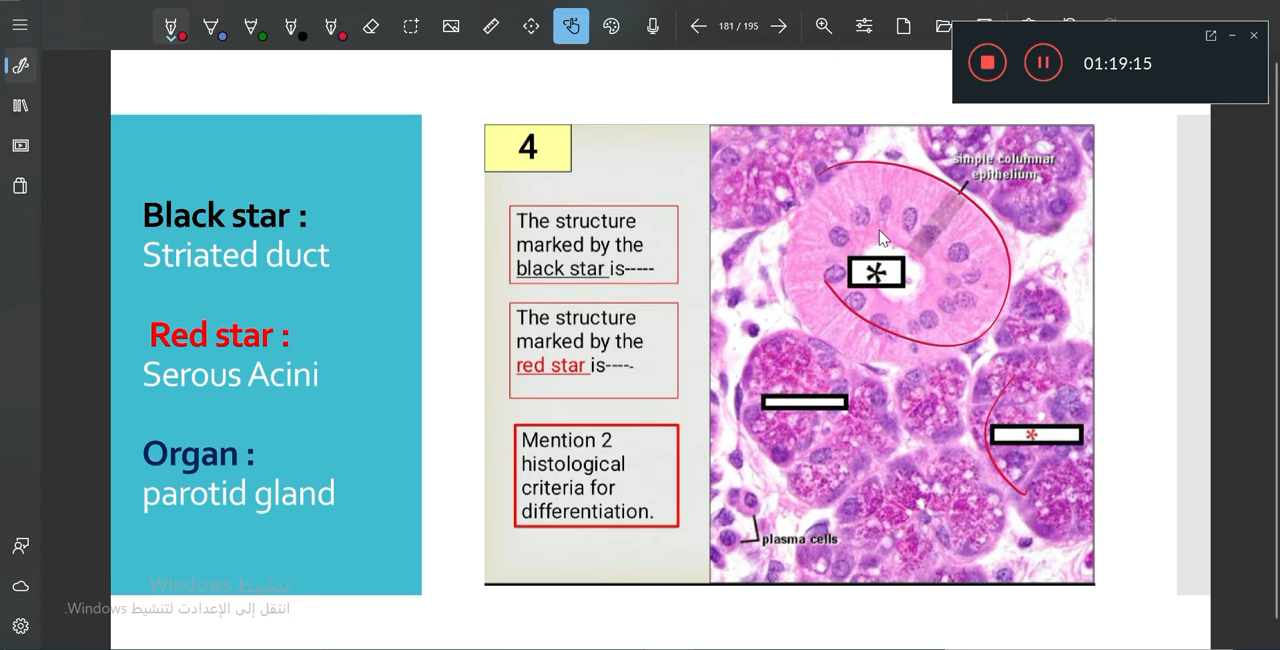 181 / 195
01:19:15
Black star :
Striated duct
Red star :
Serous Acini
Organ :
parotid gland
4
The structure
marked by the
black star is-----
The structure
marked by the
red star is-----
Mention 2
histological
criteria for
differentiation.
simple columnar
epithelium
*
*
plasma cells
تنشيط Windows
انتقل إلى الإعدادات لتنشيط Windows.